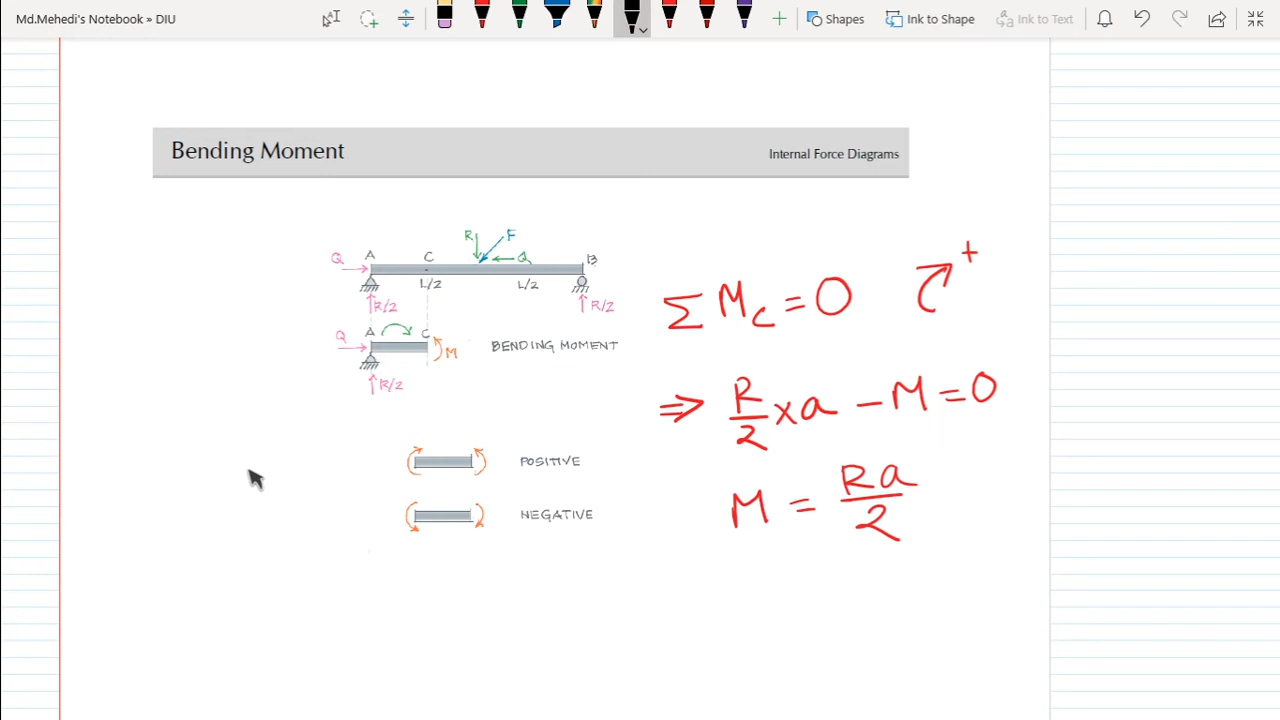 Md.Mehedi's Notebook » DIU
Shapes
Ink to Shape
Ink to Text
Bending Moment
Internal Force Diagrams
R F
Q A C Q B
L/2 L/2
R/2 R/2
A C
Q M BENDING MOMENT
R/2
POSITIVE
NEGATIVE
+
Σ M_C = 0
⇒ R/2 × a - M = 0
M = Ra/2